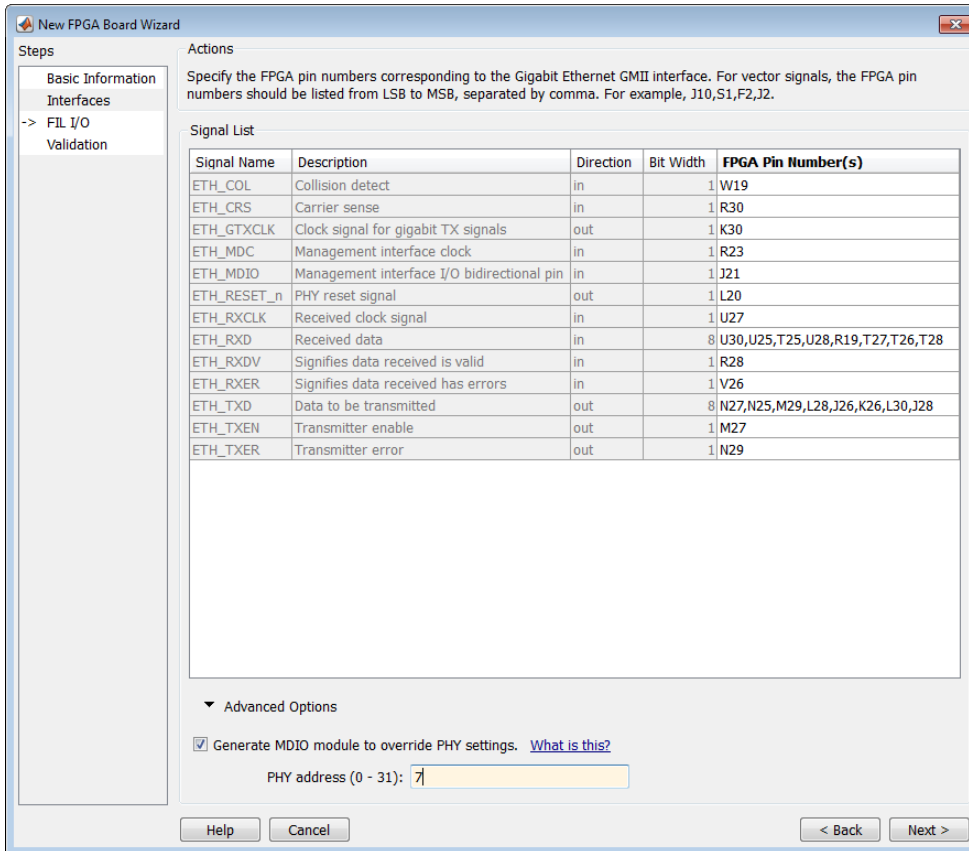 New FPGA Board Wizard
Steps
Basic Information
Interfaces
-> FIL I/O
Validation
Actions
Specify the FPGA pin numbers corresponding to the Gigabit Ethernet GMII interface. For vector signals, the FPGA pin
numbers should be listed from LSB to MSB, separated by comma. For example, J10,S1,F2,J2.
Signal List
Signal Name Description Direction Bit Width FPGA Pin Number(s)
ETH_COL Collision detect in 1 W19
ETH_CRS Carrier sense in 1 R30
ETH_GTXCLK Clock signal for gigabit TX signals out 1 K30
ETH_MDC Management interface clock in 1 R23
ETH_MDIO Management interface I/O bidirectional pin in 1 J21
ETH_RESET_n PHY reset signal out 1 L20
ETH_RXCLK Received clock signal in 1 U27
ETH_RXD Received data in 8 U30,U25,T25,U28,R19,T27,T26,T28
ETH_RXDV Signifies data received is valid in 1 R28
ETH_RXER Signifies data received has errors in 1 V26
ETH_TXD Data to be transmitted out 8 N27,N25,M29,L28,J26,K26,L30,J28
ETH_TXEN Transmitter enable out 1 M27
ETH_TXER Transmitter error out 1 N29
Advanced Options
Generate MDIO module to override PHY settings. What is this?
PHY address (0 - 31): 7
Help Cancel < Back Next >